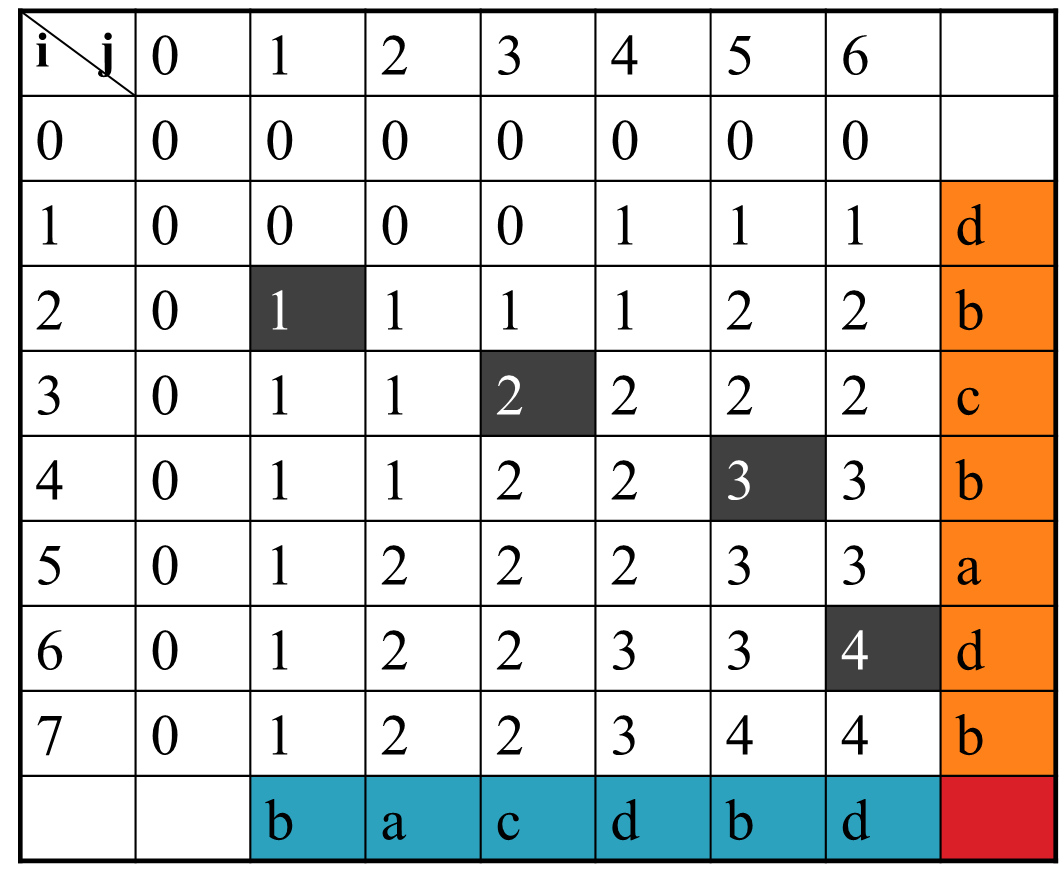 i j 0 1 2 3 4 5 6
0 0 0 0 0 0 0 0
1 0 0 0 0 1 1 1 d
2 0 1 1 1 1 2 2 b
3 0 1 1 2 2 2 2 c
4 0 1 1 2 2 3 3 b
5 0 1 2 2 2 3 3 a
6 0 1 2 2 3 3 4 d
7 0 1 2 2 3 4 4 b
b a c d b d